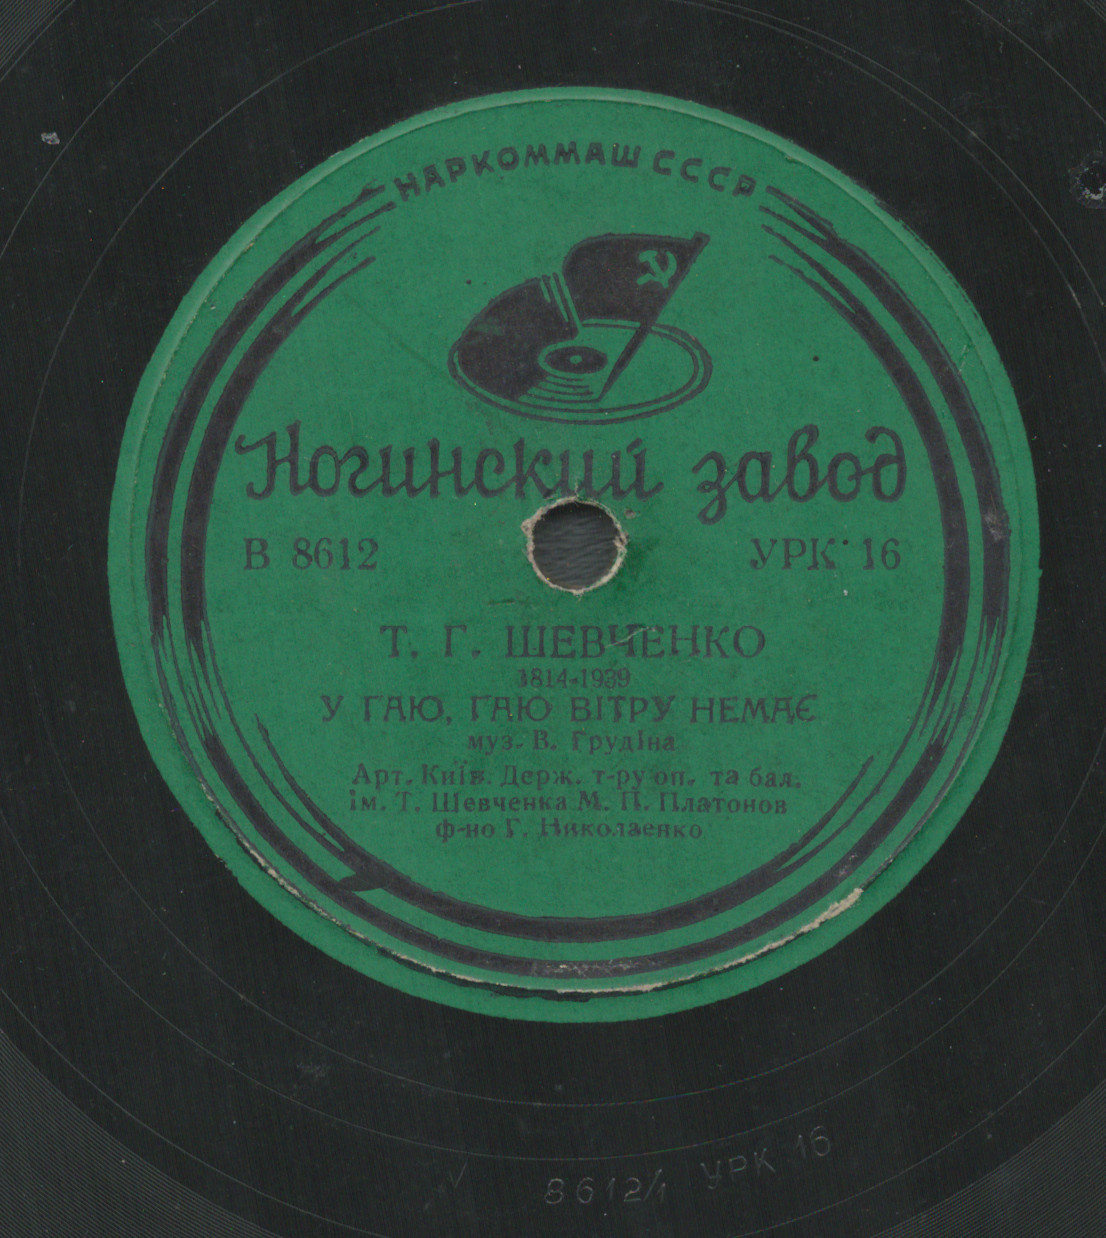 НАРКОММАШ СССР
Ногинский завод
В 8612 УРК 16
Т. Г. ШЕВЧЕНКО
1814-1939
У ГАЮ, ГАЮ ВІТРУ НЕМАЄ
муз. В. Грудіна
Арт. Київ. Держ. т-ру оп. та бал.
ім. Т. Шевченка М. П. Платонов
ф-но Г. Николаенко
8612/1 УРК 16